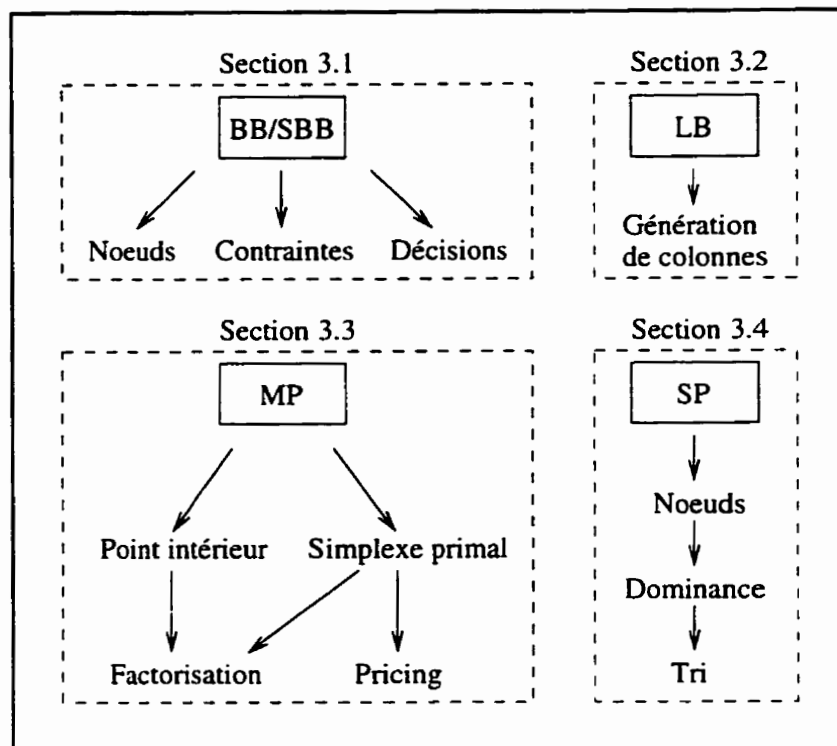 Section 3.1
BB/SBB
Noeuds Contraintes Décisions
Section 3.2
LB
Génération
de colonnes
Section 3.3
MP
Point intérieur Simplexe primal
Factorisation Pricing
Section 3.4
SP
Noeuds
Dominance
Tri